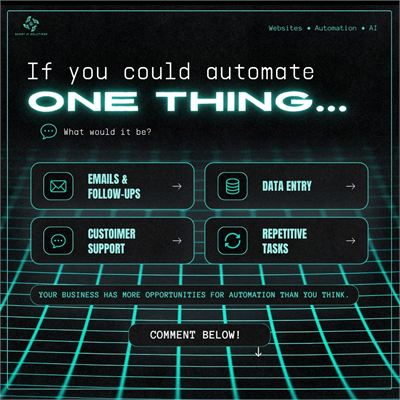 Websites • Automation • AI
If you could automate
ONE THING...
What would it be?
EMAILS &
FOLLOW-UPS
DATA ENTRY
CUSTOIMER
SUPPORT
REPETITIVE
TASKS
YOUR BUSINESS HAS MORE OPPORTUNITIES FOR AUTOMATION THAN YOU THINK.
COMMENT BELOW!